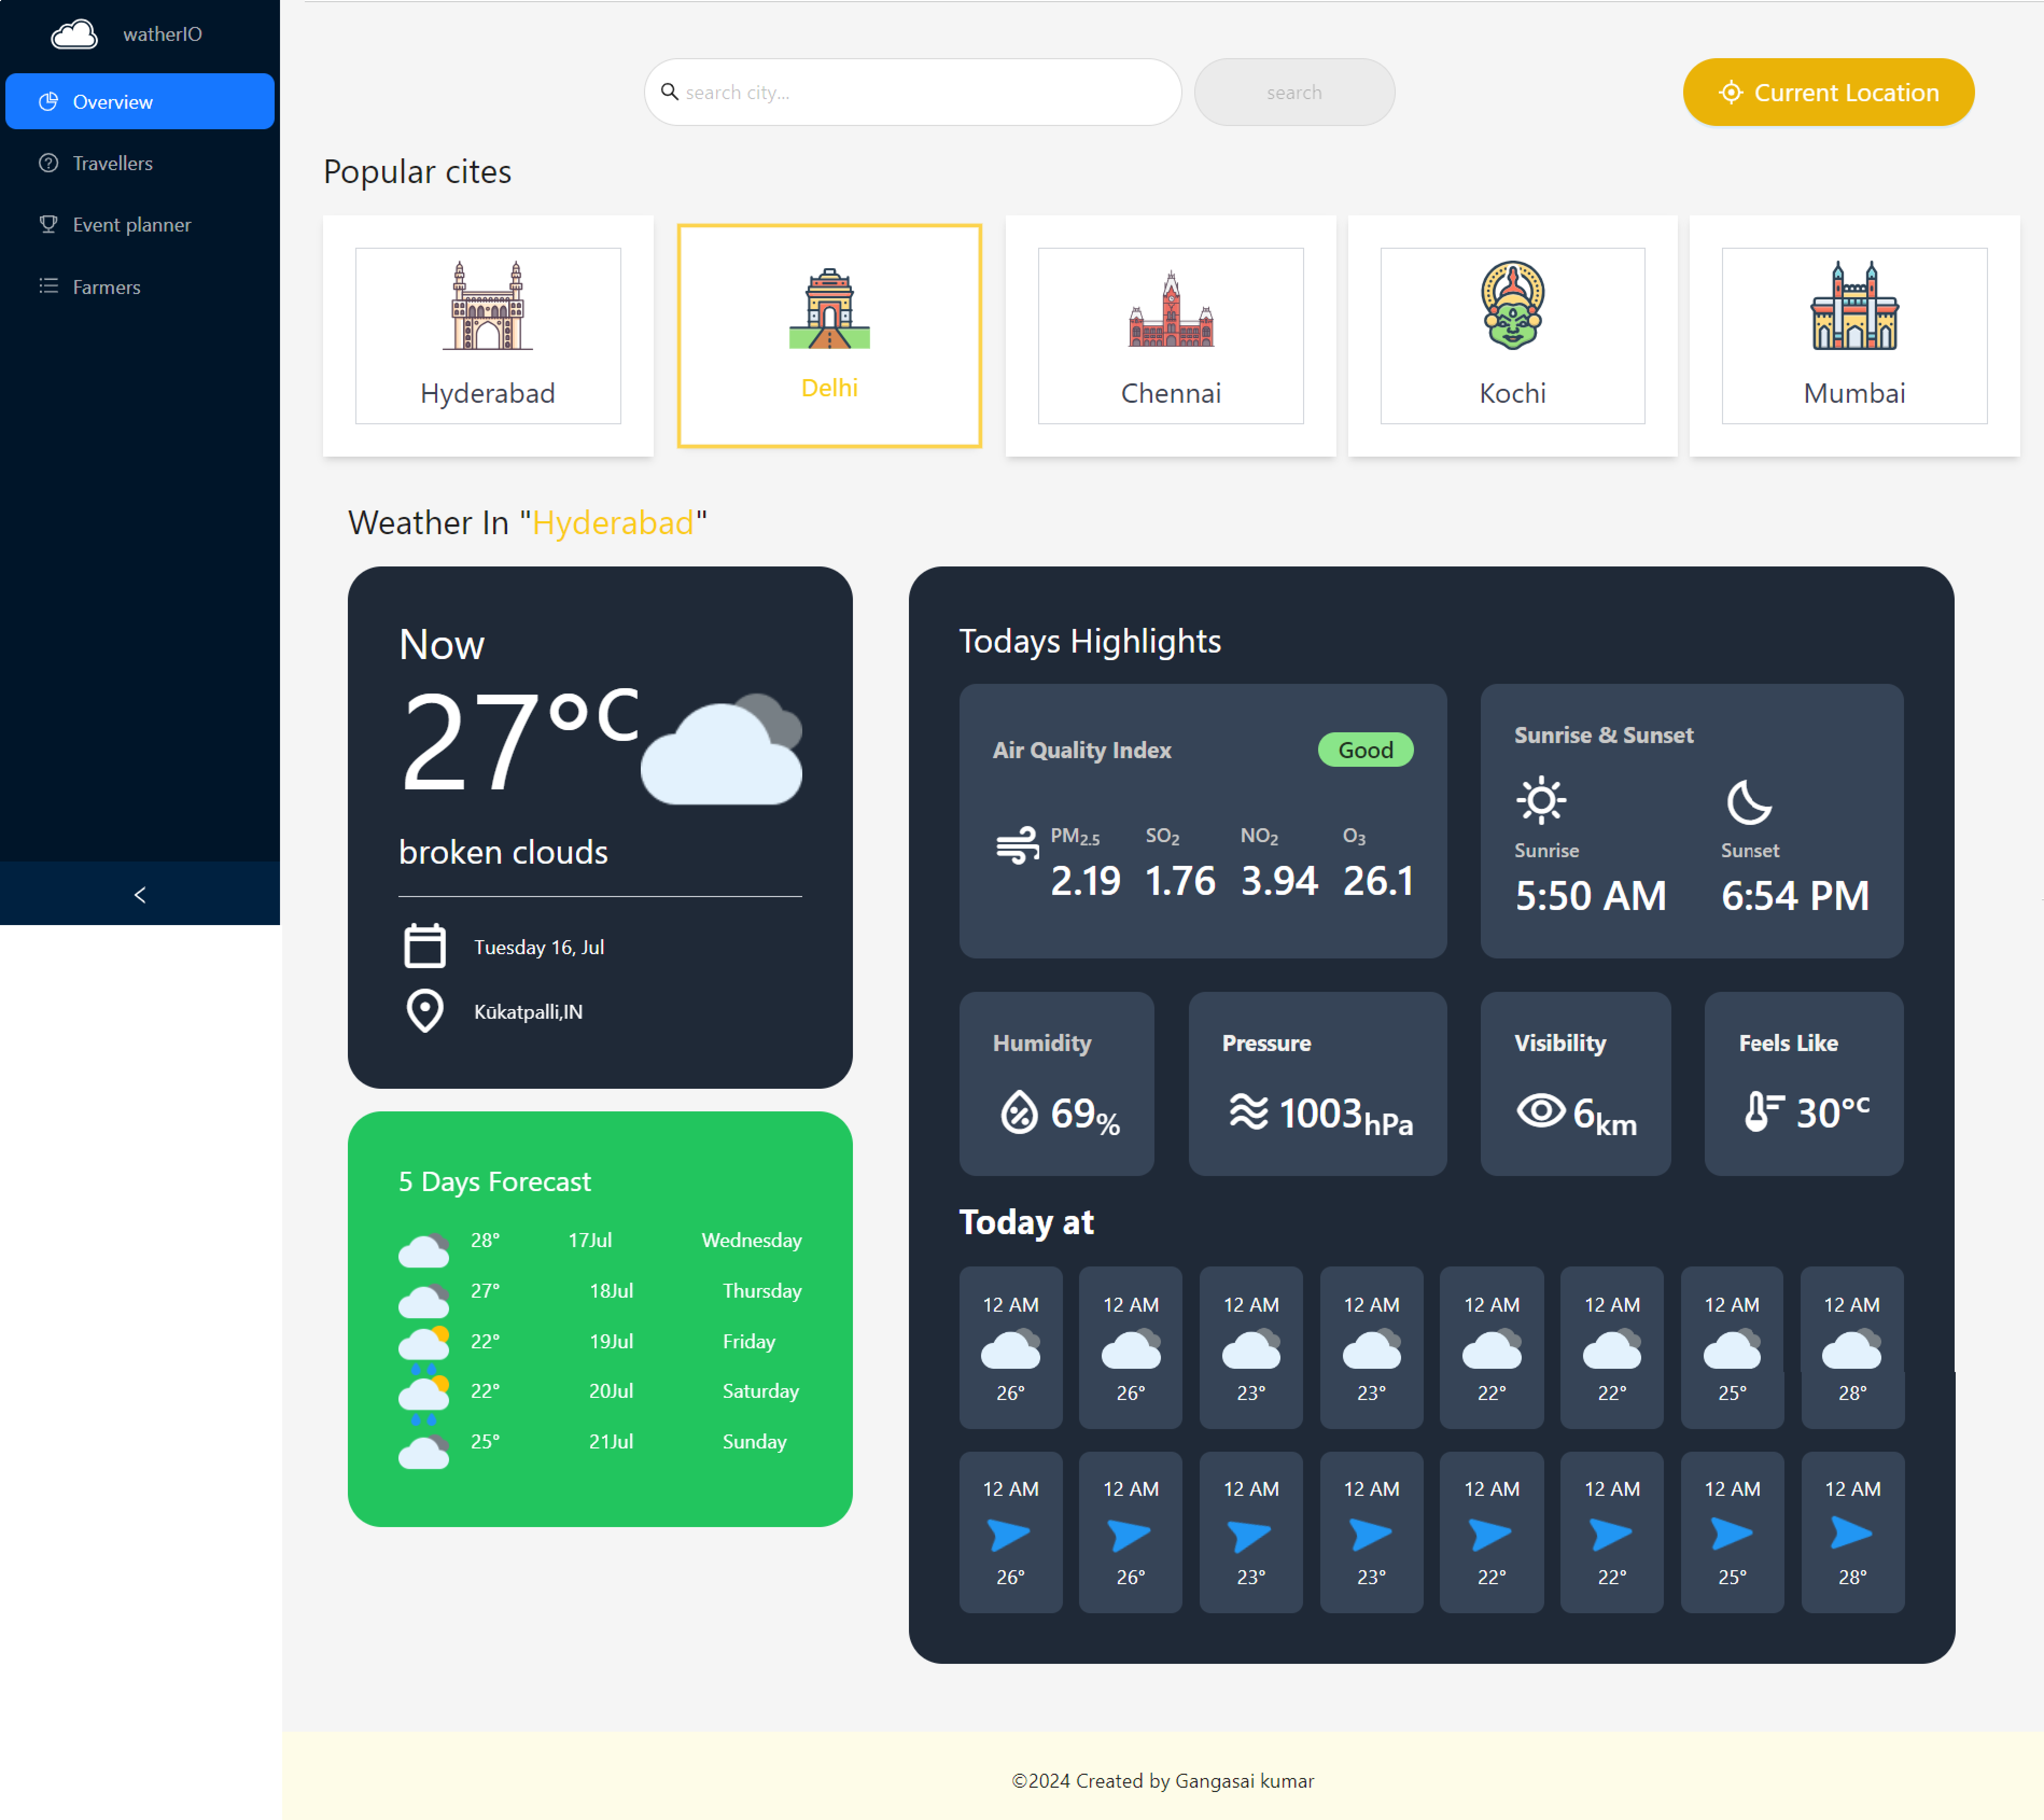 watherIO
Overview
Travellers
Event planner
Farmers
search city...
search
Current Location
Popular cites
Hyderabad
Delhi
Chennai
Kochi
Mumbai
Weather In "Hyderabad"
Now
27°C
broken clouds
Tuesday 16, Jul
Kūkatpalli,IN
5 Days Forecast
28° 17Jul Wednesday
27° 18Jul Thursday
22° 19Jul Friday
22° 20Jul Saturday
25° 21Jul Sunday
Todays Highlights
Air Quality Index Good
PM2.5 SO2 NO2 O3
2.19 1.76 3.94 26.1
Sunrise & Sunset
Sunrise Sunset
5:50 AM 6:54 PM
Humidity
69%
Pressure
1003hPa
Visibility
6km
Feels Like
30°C
Today at
12 AM 12 AM 12 AM 12 AM 12 AM 12 AM 12 AM 12 AM
26° 26° 23° 23° 22° 22° 25° 28°
12 AM 12 AM 12 AM 12 AM 12 AM 12 AM 12 AM 12 AM
26° 26° 23° 23° 22° 22° 25° 28°
©2024 Created by Gangasai kumar